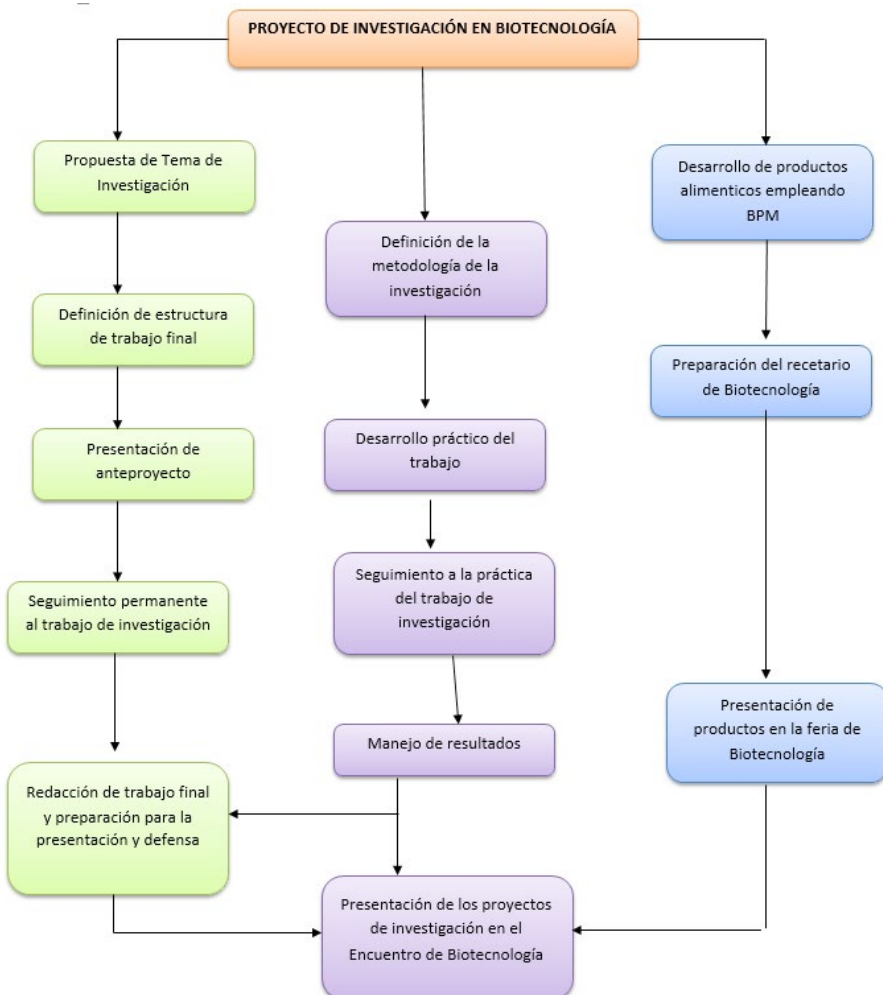 PROYECTO DE INVESTIGACIÓN EN BIOTECNOLOGÍA
Propuesta de Tema de
Investigación
Definición de estructura
de trabajo final
Presentación de
anteproyecto
Seguimiento permanente
al trabajo de investigación
Redacción de trabajo final
y preparación para la
presentación y defensa
Definición de la
metodología de la
investigación
Desarrollo práctico del
trabajo
Seguimiento a la práctica
del trabajo de
investigación
Manejo de resultados
Presentación de los proyectos
de investigación en el
Encuentro de Biotecnología
Desarrollo de productos
alimenticos empleando
BPM
Preparación del recetario
de Biotecnología
Presentación de
productos en la feria de
Biotecnología